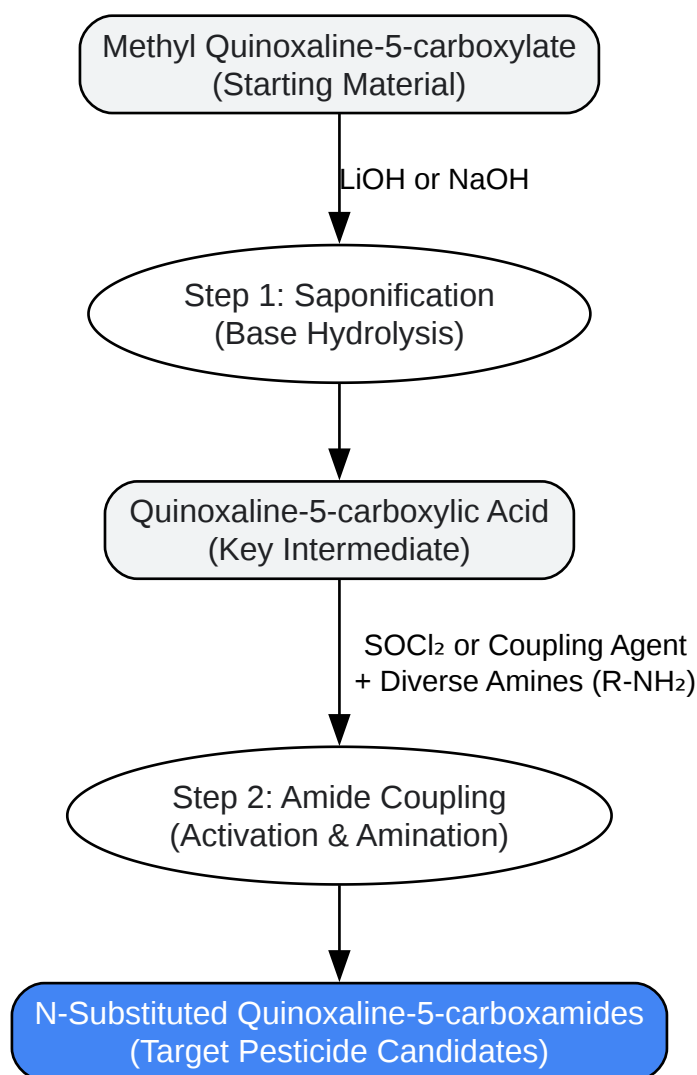 Methyl Quinoxaline-5-carboxylate
(Starting Material)
LiOH or NaOH
Step 1: Saponification
(Base Hydrolysis)
Quinoxaline-5-carboxylic Acid
(Key Intermediate)
SOCl₂ or Coupling Agent
+ Diverse Amines (R-NH₂)
Step 2: Amide Coupling
(Activation & Amination)
N-Substituted Quinoxaline-5-carboxamides
(Target Pesticide Candidates)